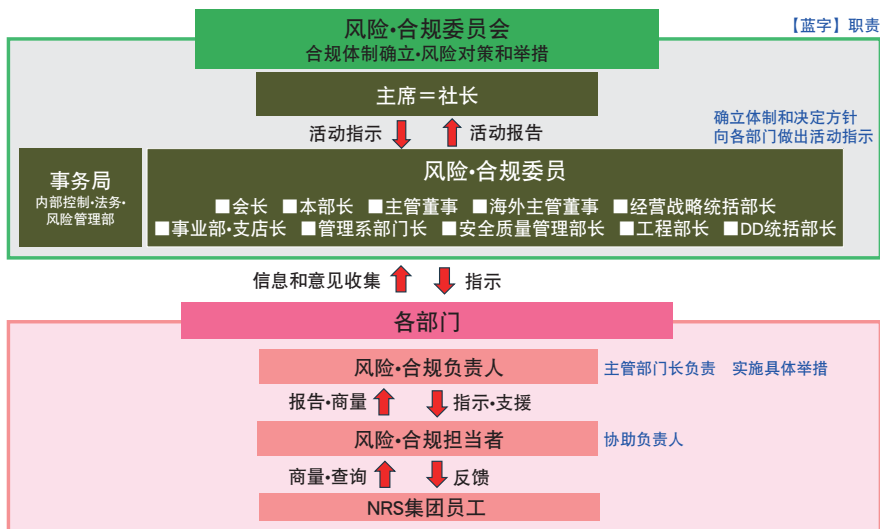 风险·合规委员会
合规体制确立·风险对策和举措
【蓝字】职责
主席＝社长
活动指示
活动报告
确立体制和决定方针
向各部门做出活动指示
事务局
内部控制·法务·
风险管理部
风险·合规委员
■会长 ■本部长 ■主管董事 ■海外主管董事 ■经营战略统括部长
■事业部·支店长 ■管理系部门长 ■安全质量管理部长 ■工程部长 ■DD统括部长
信息和意见收集
指示
各部门
风险·合规负责人
主管部门长负责 实施具体举措
报告·商量
指示·支援
风险·合规担当者
协助负责人
商量·查询
反馈
NRS集团员工